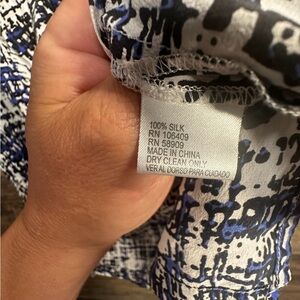 100% SILK
RN 106409
RN 58909
MADE IN CHINA
DRY CLEAN ONLY
VER AL DORSO PARA CUIDADO